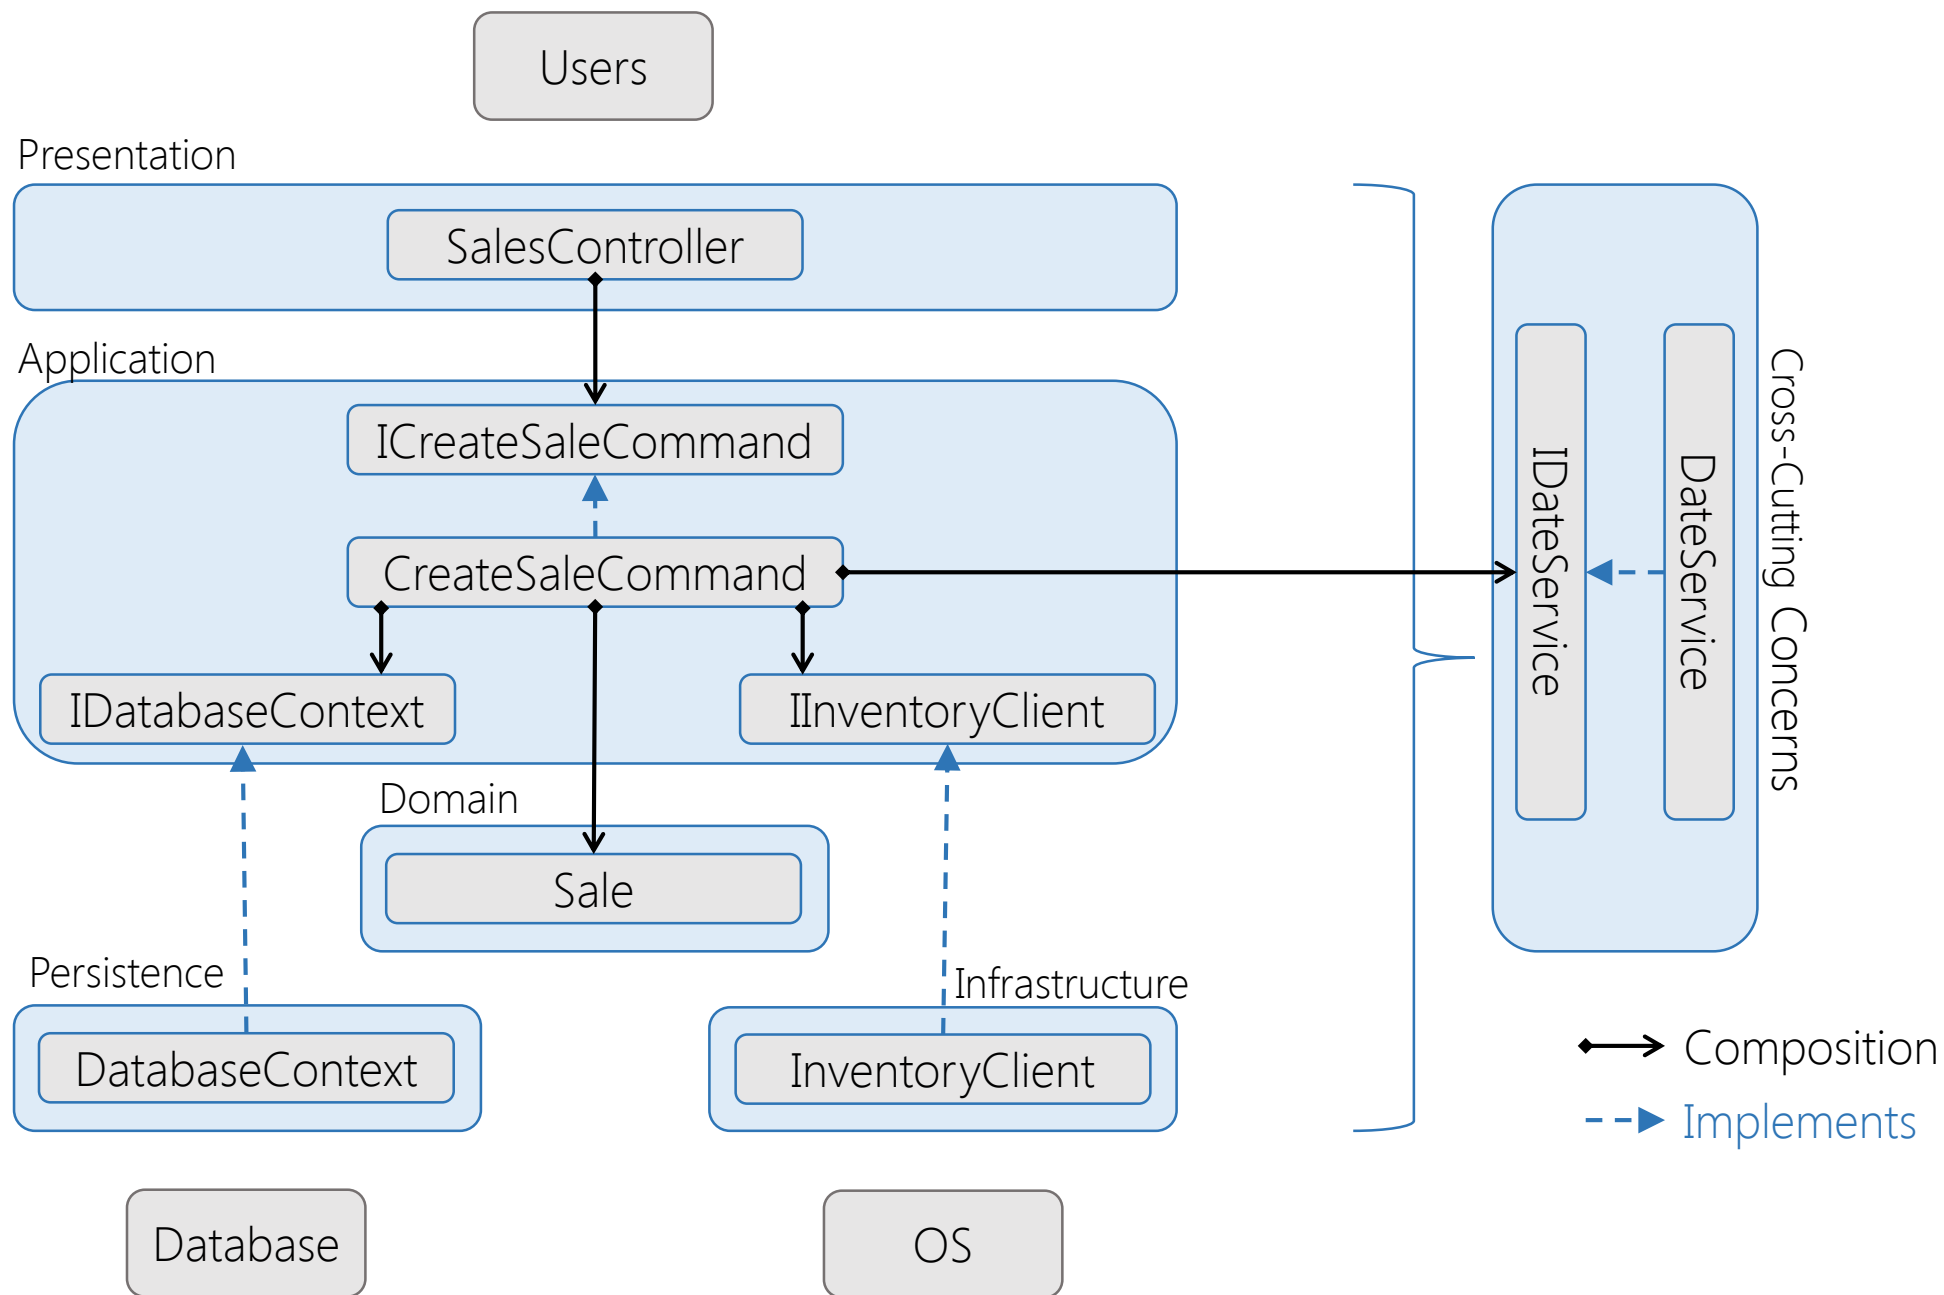 Users
Presentation
SalesController
Application
ICreateSaleCommand
CreateSaleCommand
IDatabaseContext
IInventoryClient
Domain
Sale
Persistence
Infrastructure
DatabaseContext
InventoryClient
Database
OS
IDateService
DateService
Cross-Cutting Concerns
Composition
Implements